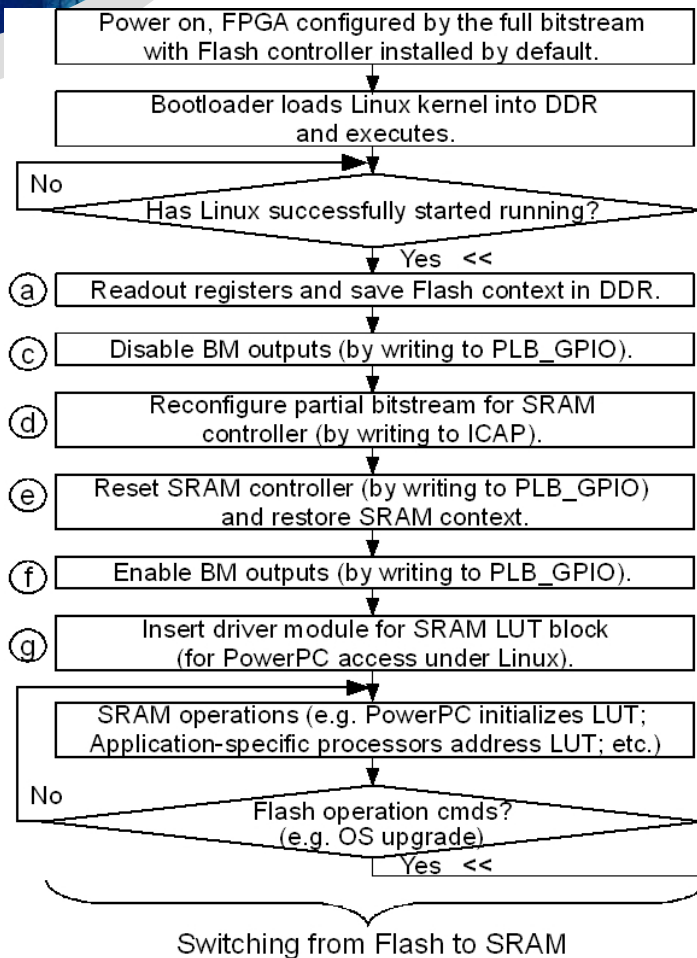 Power on, FPGA configured by the full bitstream
with Flash controller installed by default.
Bootloader loads Linux kernel into DDR
and executes.
No
Has Linux successfully started running?
Yes <<
a
Readout registers and save Flash context in DDR.
c
Disable BM outputs (by writing to PLB_GPIO).
d
Reconfigure partial bitstream for SRAM
controller (by writing to ICAP).
e
Reset SRAM controller (by writing to PLB_GPIO)
and restore SRAM context.
f
Enable BM outputs (by writing to PLB_GPIO).
g
Insert driver module for SRAM LUT block
(for PowerPC access under Linux).
SRAM operations (e.g. PowerPC initializes LUT;
Application-specific processors address LUT; etc.)
No
Flash operation cmds?
(e.g. OS upgrade)
Yes <<
Switching from Flash to SRAM